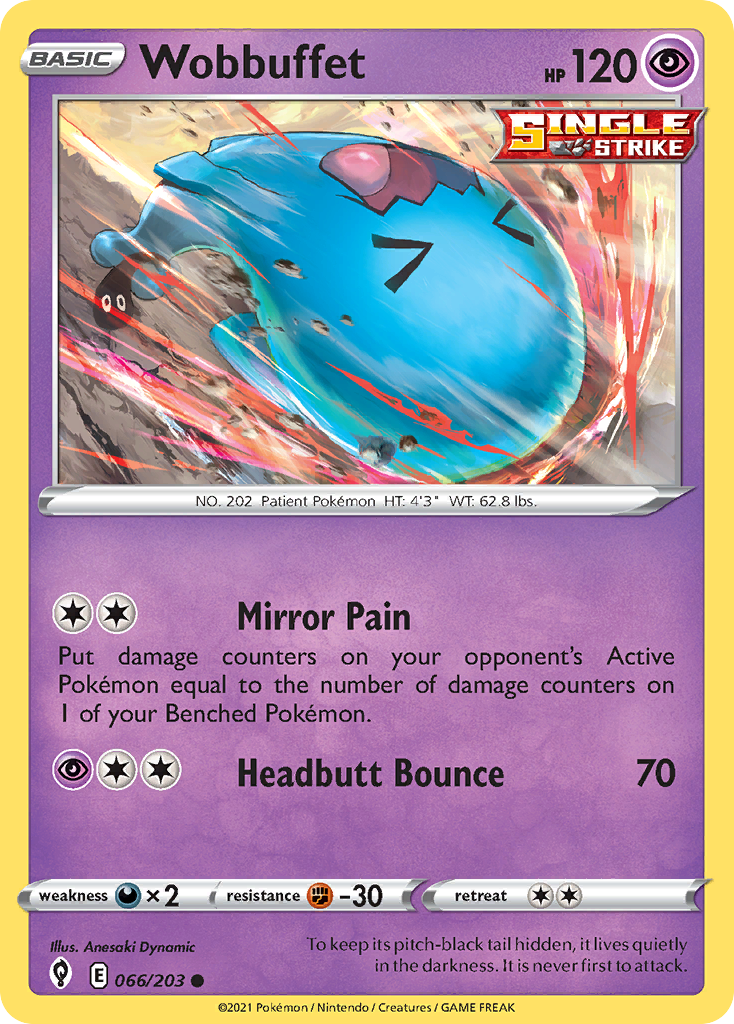 BASIC Wobbuffet HP 120
SINGLE
STRIKE
NO. 202 Patient Pokémon HT: 4'3" WT: 62.8 lbs.
Mirror Pain
Put damage counters on your opponent's Active
Pokémon equal to the number of damage counters on
1 of your Benched Pokémon.
Headbutt Bounce 70
weakness ×2 resistance -30 retreat
Illus. Anesaki Dynamic
To keep its pitch-black tail hidden, it lives quietly
in the darkness. It is never first to attack.
E 066/203
©2021 Pokémon / Nintendo / Creatures / GAME FREAK